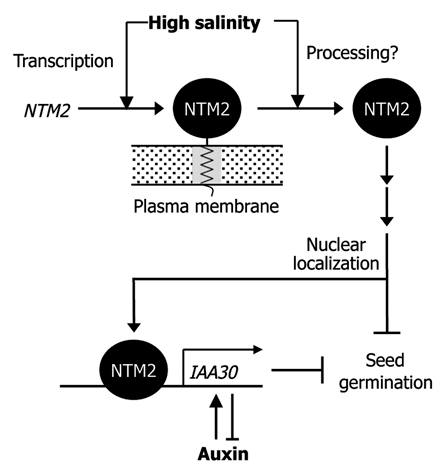 High salinity
Transcription
Processing?
NTM2
NTM2
NTM2
Plasma membrane
Nuclear
localization
NTM2
IAA30
Seed
germination
Auxin